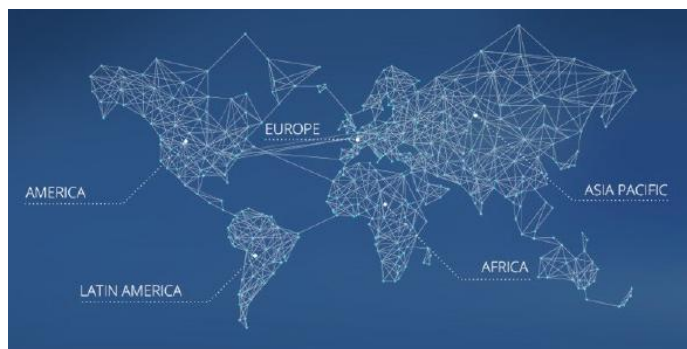 EUROPE
AMERICA
ASIA PACIFIC
AFRICA
LATIN AMERICA